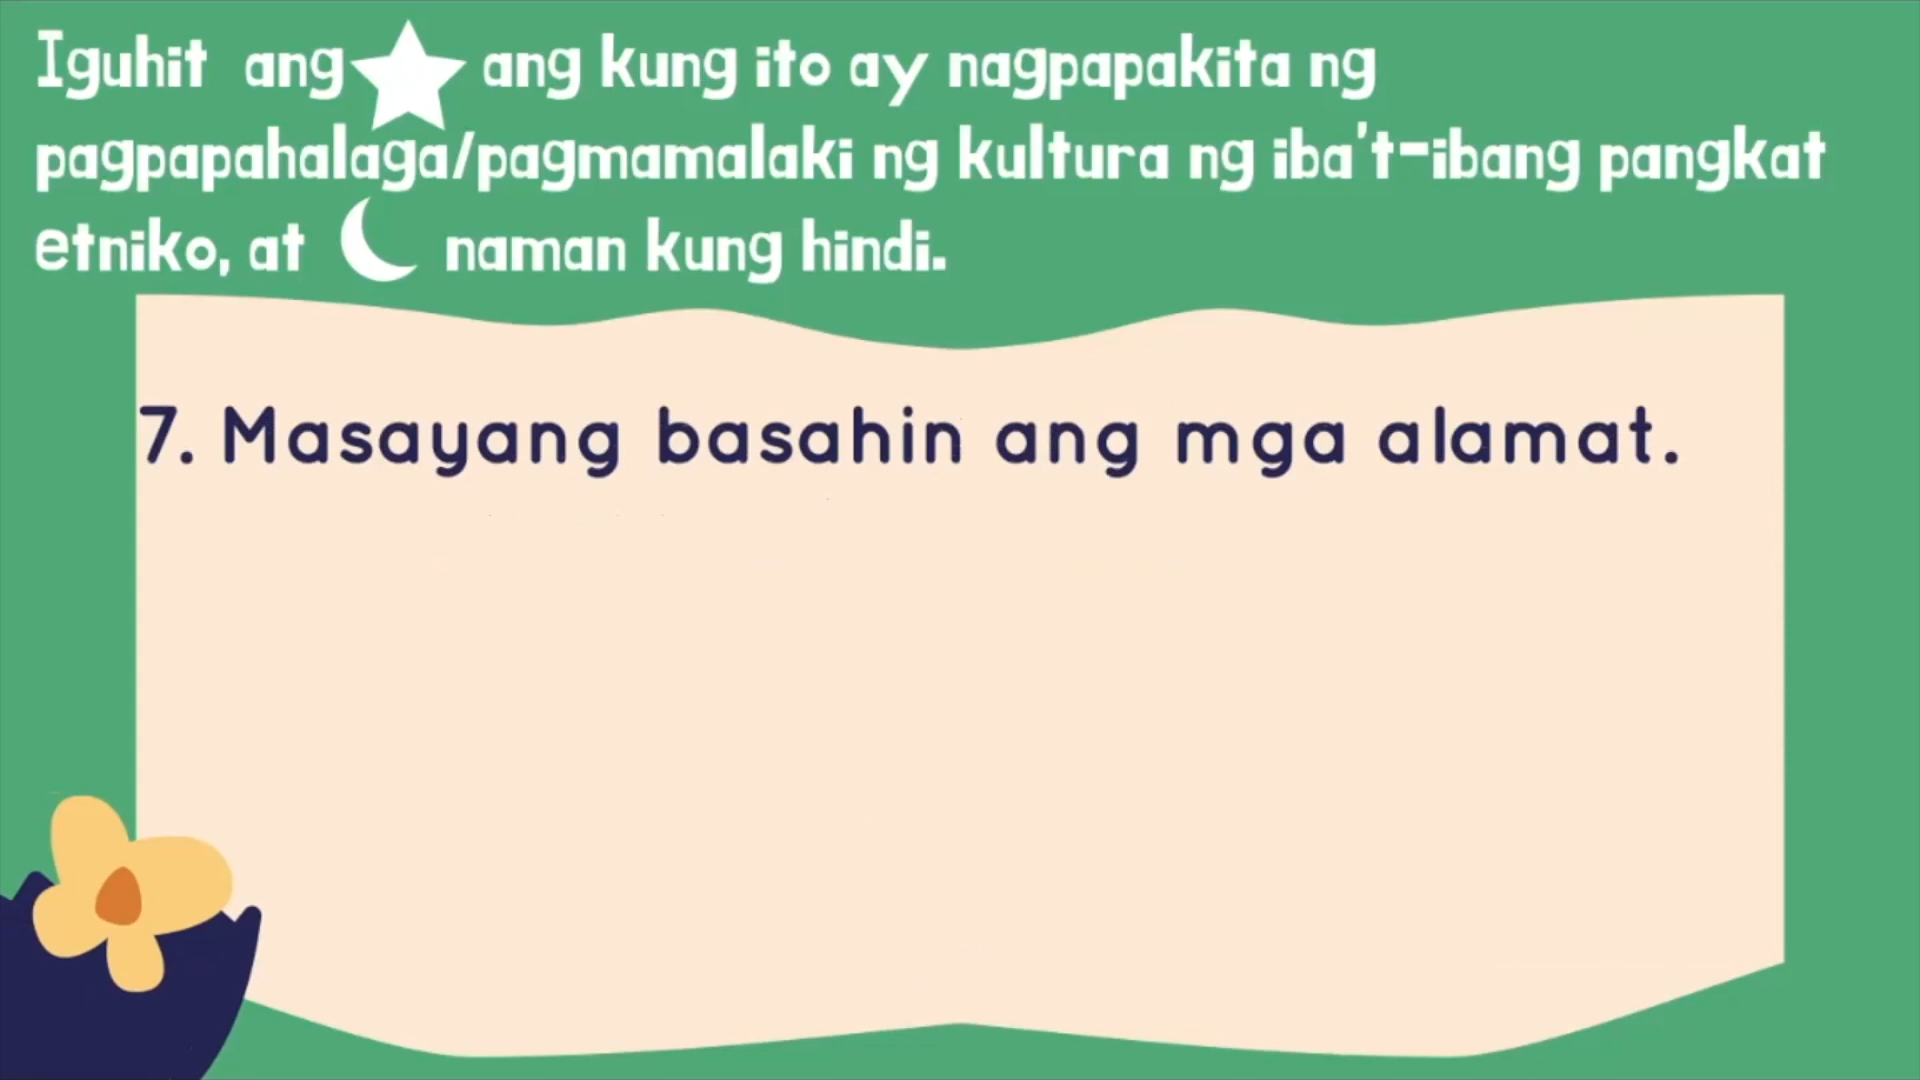 Iguhit ang ang kung ito ay nagpapakita ng
pagpapahalaga/pagmamalaki ng kultura ng iba't-ibang pangkat
etniko, at naman kung hindi.
7. Masayang basahin ang mga alamat.